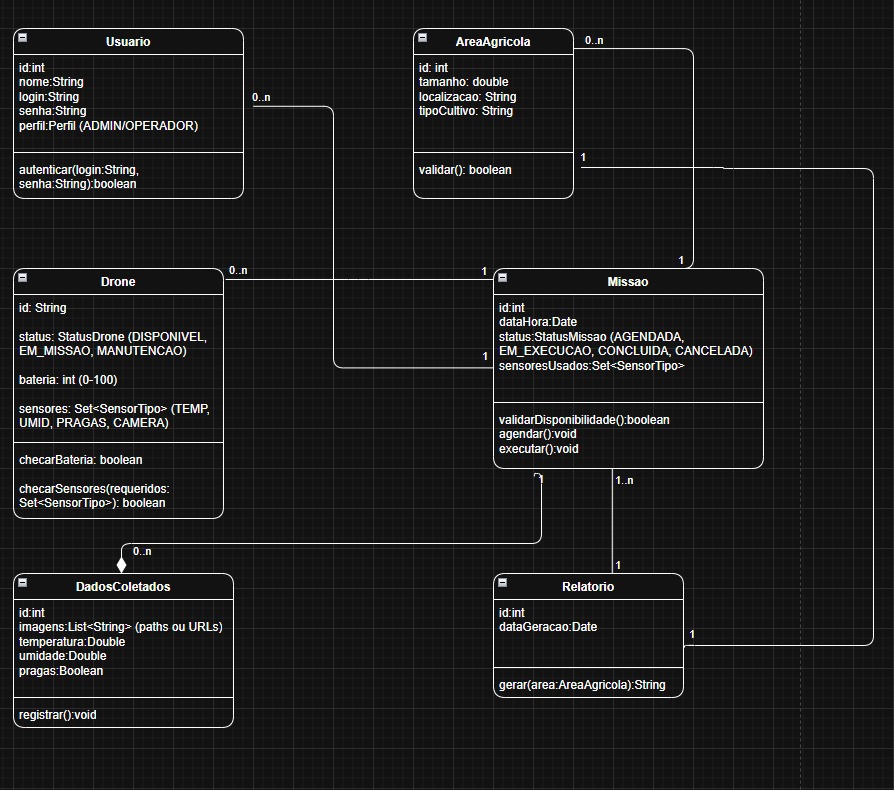 Usuario
id:int
nome:String
login:String
senha:String
perfil:Perfil (ADMIN/OPERADOR)
autenticar(login:String,
senha:String):boolean
0..n
AreaAgricola
id: int
tamanho: double
localizacao: String
tipoCultivo: String
validar(): boolean
0..n
1
1
Drone
id: String
status: StatusDrone (DISPONIVEL,
EM_MISSAO, MANUTENCAO)
bateria: int (0-100)
sensores: Set<SensorTipo> (TEMP,
UMID, PRAGAS, CAMERA)
checarBateria: boolean
checarSensores(requeridos:
Set<SensorTipo>): boolean
0..n
1
1
Missao
id:int
dataHora:Date
status:StatusMissao (AGENDADA,
EM_EXECUCAO, CONCLUIDA, CANCELADA)
sensoresUsados:Set<SensorTipo>
validarDisponibilidade():boolean
agendar():void
executar():void
1
1..n
0..n
1
DadosColetados
id:int
imagens:List<String> (paths ou URLs)
temperatura:Double
umidade:Double
pragas:Boolean
registrar():void
Relatorio
id:int
dataGeracao:Date
gerar(area:AreaAgricola):String
1